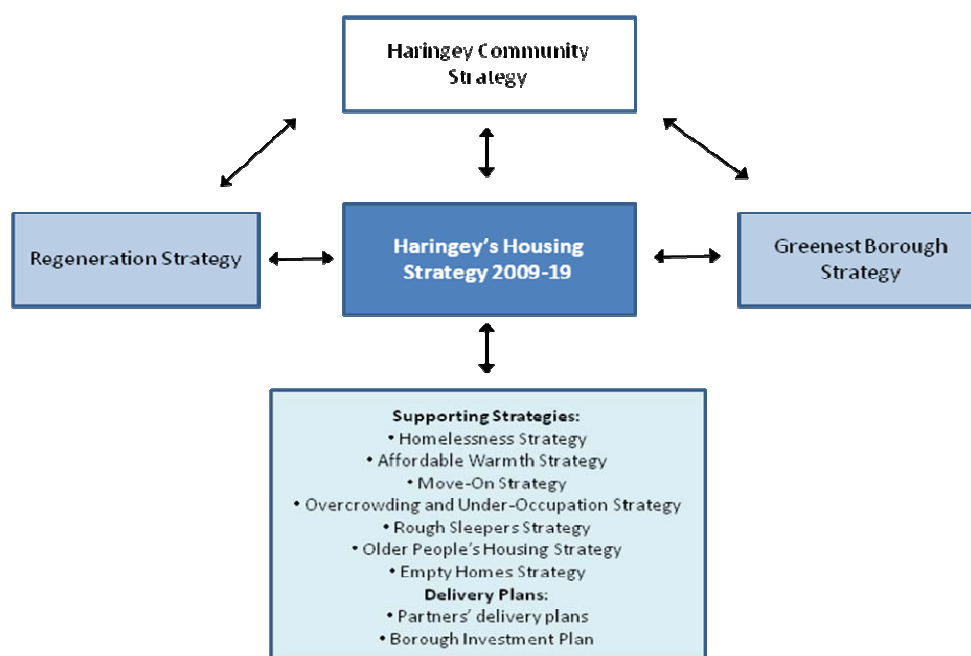 Haringey Community
Strategy
Regeneration Strategy
Haringey's Housing
Strategy 2009-19
Greenest Borough
Strategy
Supporting Strategies:
• Homelessness Strategy
• Affordable Warmth Strategy
• Move-On Strategy
• Overcrowding and Under-Occupation Strategy
• Rough Sleepers Strategy
• Older People's Housing Strategy
• Empty Homes Strategy
Delivery Plans:
• Partners' delivery plans
• Borough Investment Plan